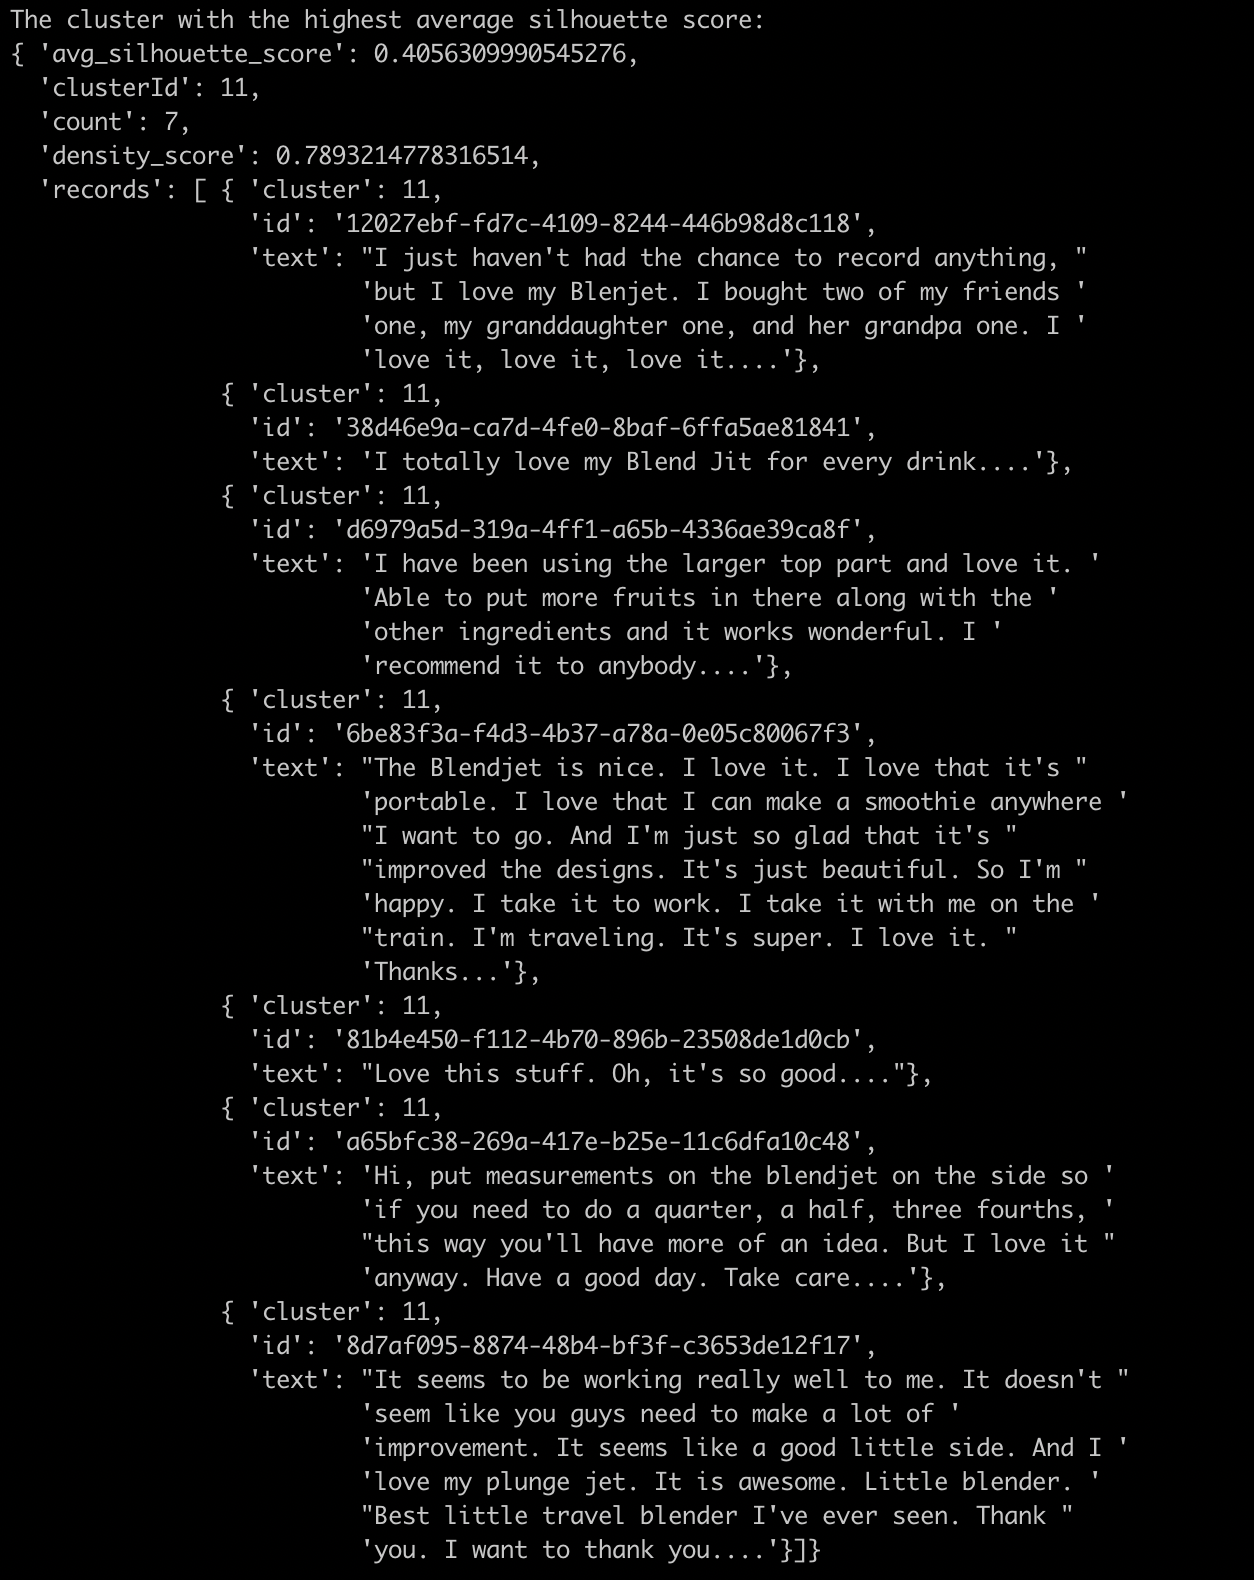 The cluster with the highest average silhouette score:
{ 'avg_silhouette_score': 0.4056309990545276,
  'clusterId': 11,
  'count': 7,
  'density_score': 0.7893214778316514,
  'records': [ { 'cluster': 11,
                 'id': '12027ebf-fd7c-4109-8244-446b98d8c118',
                 'text': "I just haven't had the chance to record anything, "
                         'but I love my Blenjet. I bought two of my friends '
                         'one, my granddaughter one, and her grandpa one. I '
                         'love it, love it, love it....'},
               { 'cluster': 11,
                 'id': '38d46e9a-ca7d-4fe0-8baf-6ffa5ae81841',
                 'text': 'I totally love my Blend Jit for every drink....'},
               { 'cluster': 11,
                 'id': 'd6979a5d-319a-4ff1-a65b-4336ae39ca8f',
                 'text': 'I have been using the larger top part and love it. '
                         'Able to put more fruits in there along with the '
                         'other ingredients and it works wonderful. I '
                         'recommend it to anybody....'},
               { 'cluster': 11,
                 'id': '6be83f3a-f4d3-4b37-a78a-0e05c80067f3',
                 'text': "The Blendjet is nice. I love it. I love that it's "
                         'portable. I love that I can make a smoothie anywhere '
                         "I want to go. And I'm just so glad that it's "
                         "improved the designs. It's just beautiful. So I'm "
                         'happy. I take it to work. I take it with me on the '
                         "train. I'm traveling. It's super. I love it. "
                         'Thanks...'},
               { 'cluster': 11,
                 'id': '81b4e450-f112-4b70-896b-23508de1d0cb',
                 'text': "Love this stuff. Oh, it's so good...."},
               { 'cluster': 11,
                 'id': 'a65bfc38-269a-417e-b25e-11c6dfa10c48',
                 'text': 'Hi, put measurements on the blendjet on the side so '
                         'if you need to do a quarter, a half, three fourths, '
                         "this way you'll have more of an idea. But I love it "
                         'anyway. Have a good day. Take care....'},
               { 'cluster': 11,
                 'id': '8d7af095-8874-48b4-bf3f-c3653de12f17',
                 'text': "It seems to be working really well to me. It doesn't "
                         'seem like you guys need to make a lot of '
                         'improvement. It seems like a good little side. And I '
                         'love my plunge jet. It is awesome. Little blender. '
                         "Best little travel blender I've ever seen. Thank "
                         'you. I want to thank you....'}]}